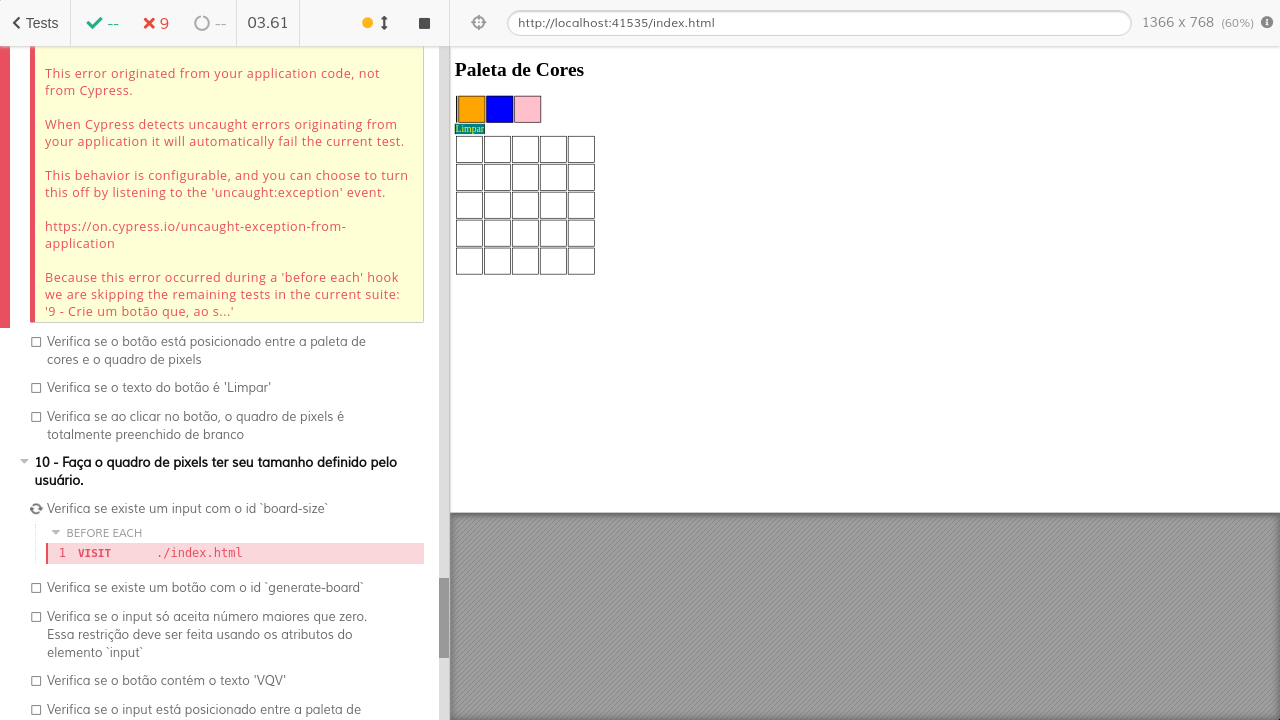 Tests
--
9
--
03.61
http://localhost:41535/index.html
1366 x 768 (60%)
This error originated from your application code, not
from Cypress.
When Cypress detects uncaught errors originating from
your application it will automatically fail the current test.
This behavior is configurable, and you can choose to turn
this off by listening to the 'uncaught:exception' event.
https://on.cypress.io/uncaught-exception-from-
application
Because this error occurred during a 'before each' hook
we are skipping the remaining tests in the current suite:
'9 - Crie um botão que, ao s...'
Verifica se o botão está posicionado entre a paleta de
cores e o quadro de pixels
Verifica se o texto do botão é 'Limpar'
Verifica se ao clicar no botão, o quadro de pixels é
totalmente preenchido de branco
10 - Faça o quadro de pixels ter seu tamanho definido pelo
usuário.
Verifica se existe um input com o id `board-size`
BEFORE EACH
1 VISIT ./index.html
Verifica se existe um botão com o id `generate-board`
Verifica se o input só aceita número maiores que zero.
Essa restrição deve ser feita usando os atributos do
elemento `input`
Verifica se o botão contém o texto 'VQV'
Verifica se o input está posicionado entre a paleta de
Paleta de Cores
Limpar